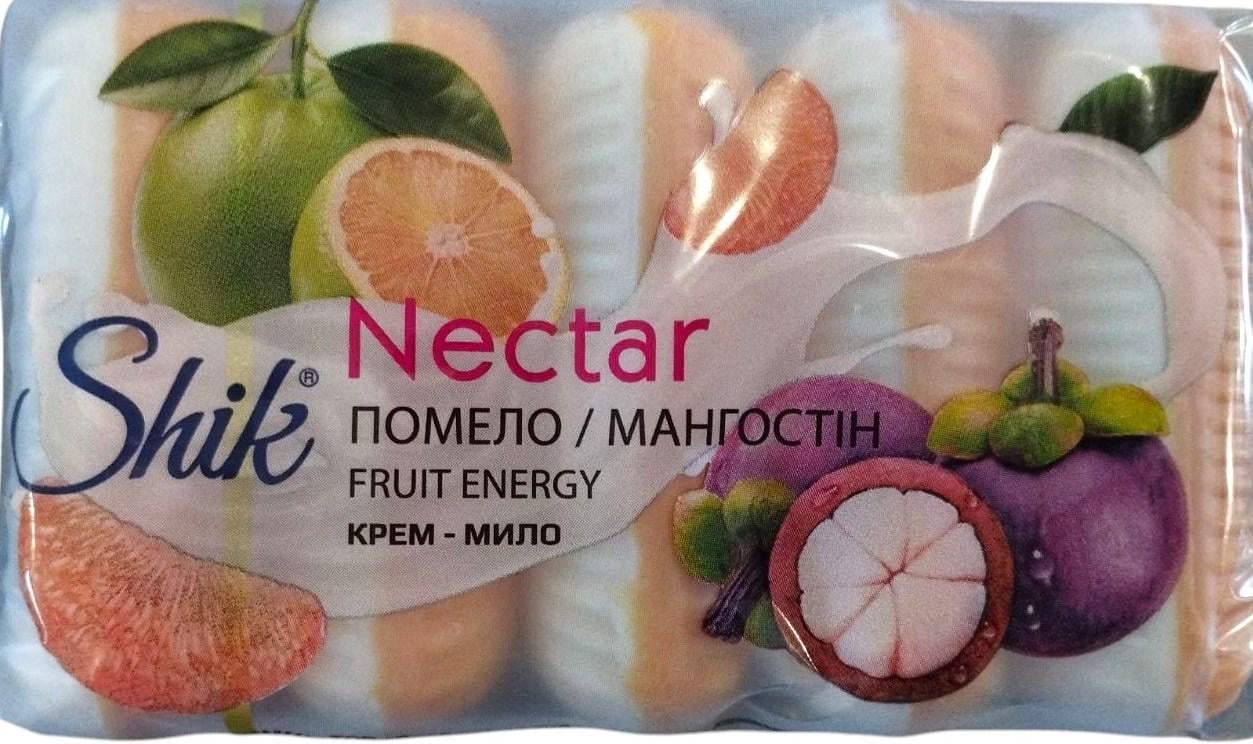 Shik®
Nectar
ПОМЕЛО / МАНГОСТІН
FRUIT ENERGY
КРЕМ - МИЛО